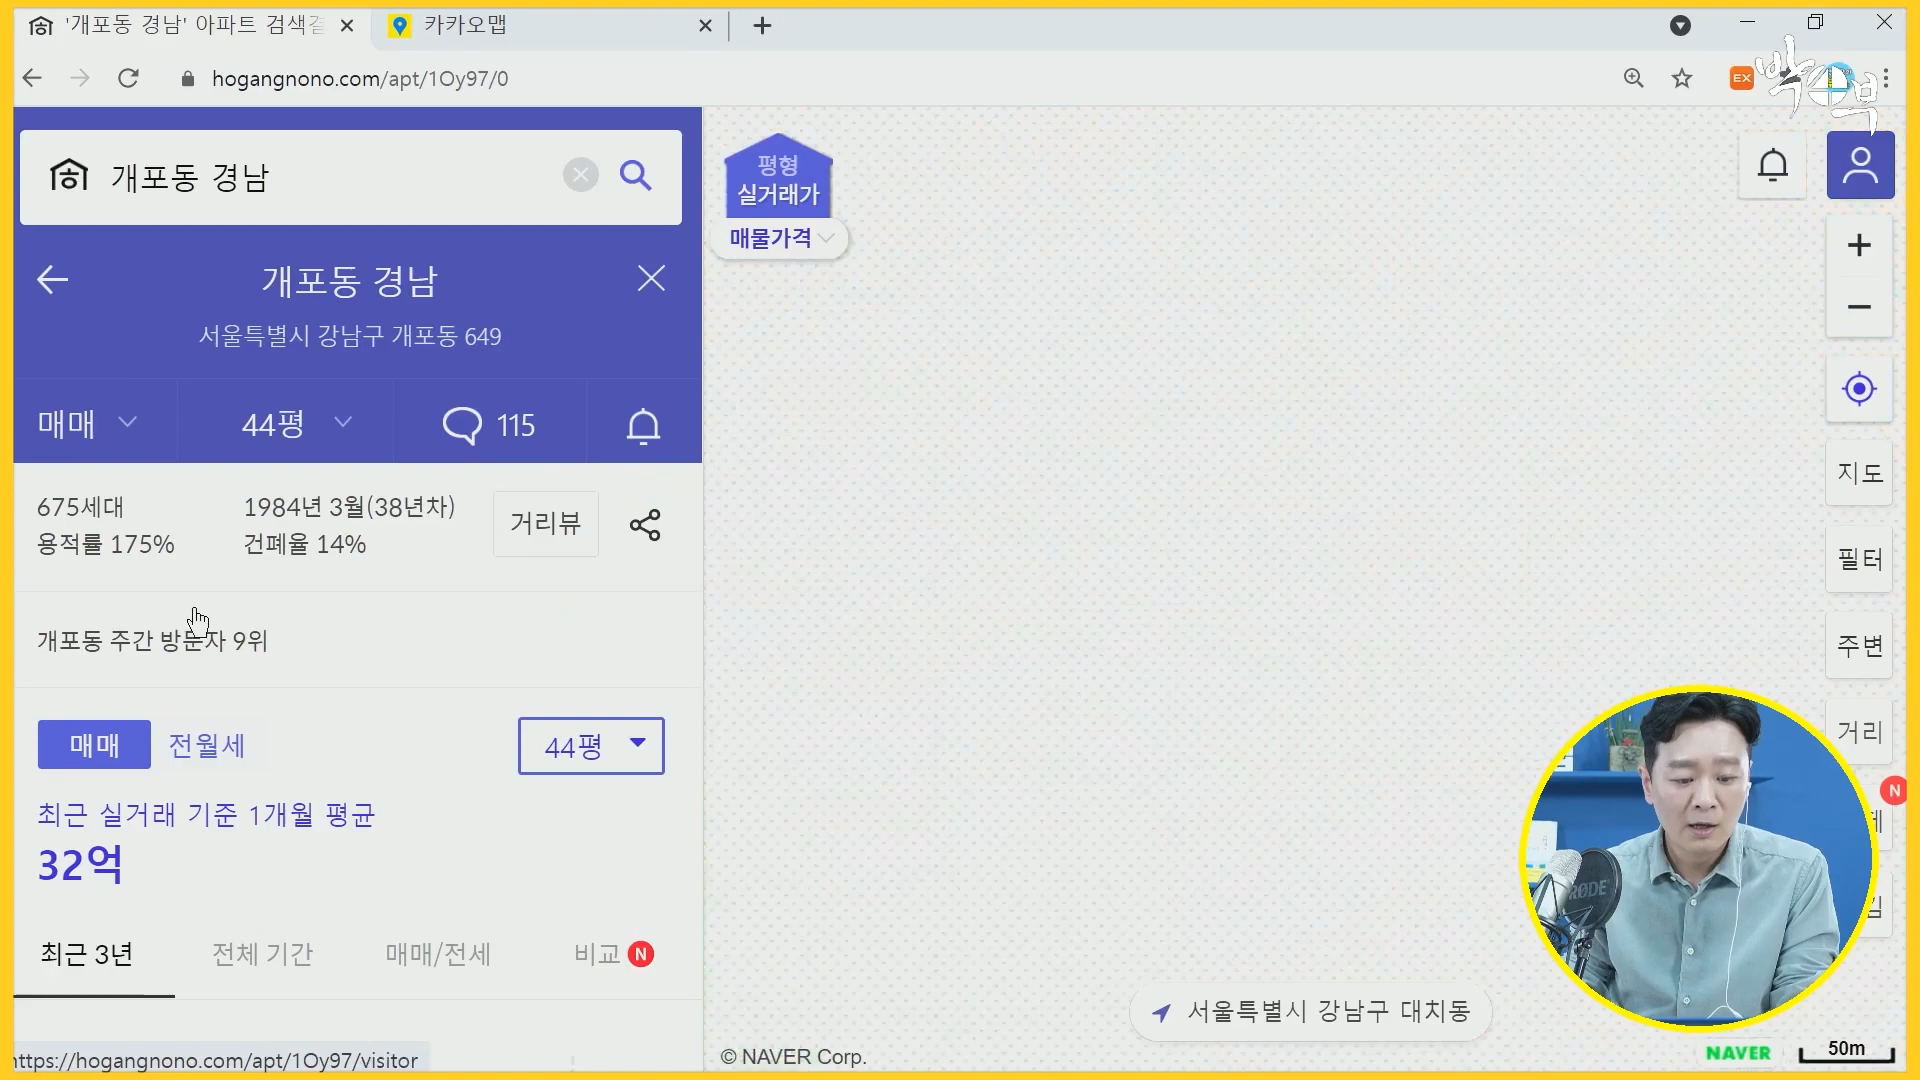 '개포동 경남' 아파트 검색결
카카오맵
hogangnono.com/apt/1Oy97/0
EX
박부
개포동 경남
개포동 경남
서울특별시 강남구 개포동 649
매매
44평
115
675세대
1984년 3월(38년차)
용적률 175%
건폐율 14%
거리뷰
개포동 주간 방문자 9위
매매
전월세
44평
최근 실거래 기준 1개월 평균
32억
최근 3년
전체 기간
매매/전세
비교 N
https://hogangnono.com/apt/1Oy97/visitor
평형
실거래가
매물가격
지도
필터
주변
거리
N
RØDE
서울특별시 강남구 대치동
© NAVER Corp.
NAVER
50m